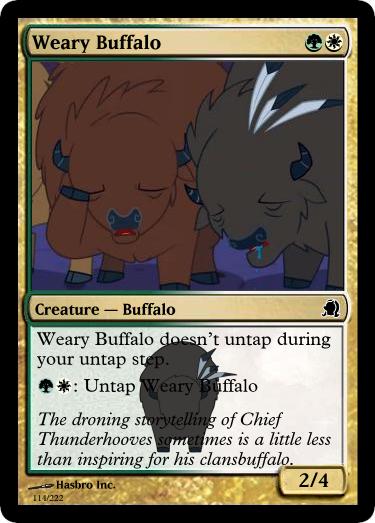 Weary Buffalo
Creature — Buffalo
Weary Buffalo doesn't untap during
your untap step.
: Untap Weary Buffalo
The droning storytelling of Chief
Thunderhooves sometimes is a little less
than inspiring for his clansbuffalo.
Hasbro Inc.
114/222
2/4